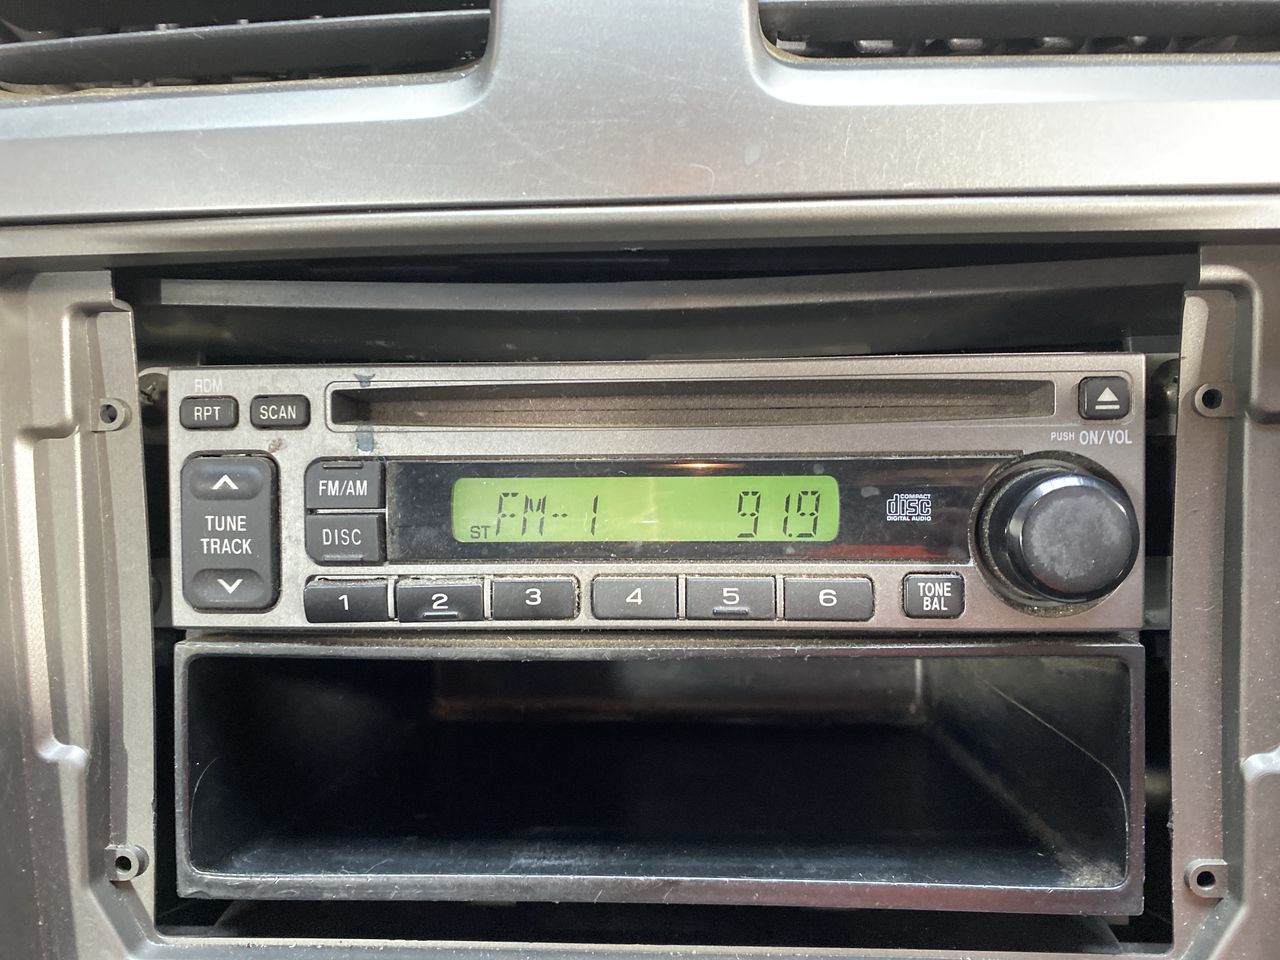 RDM
RPT SCAN
PUSH ON/VOL
FM/AM
TUNE
TRACK
DISC
ST FM-1 91.9
COMPACT
disc
DIGITAL AUDIO
1 2 3 4 5 6
TONE
BAL